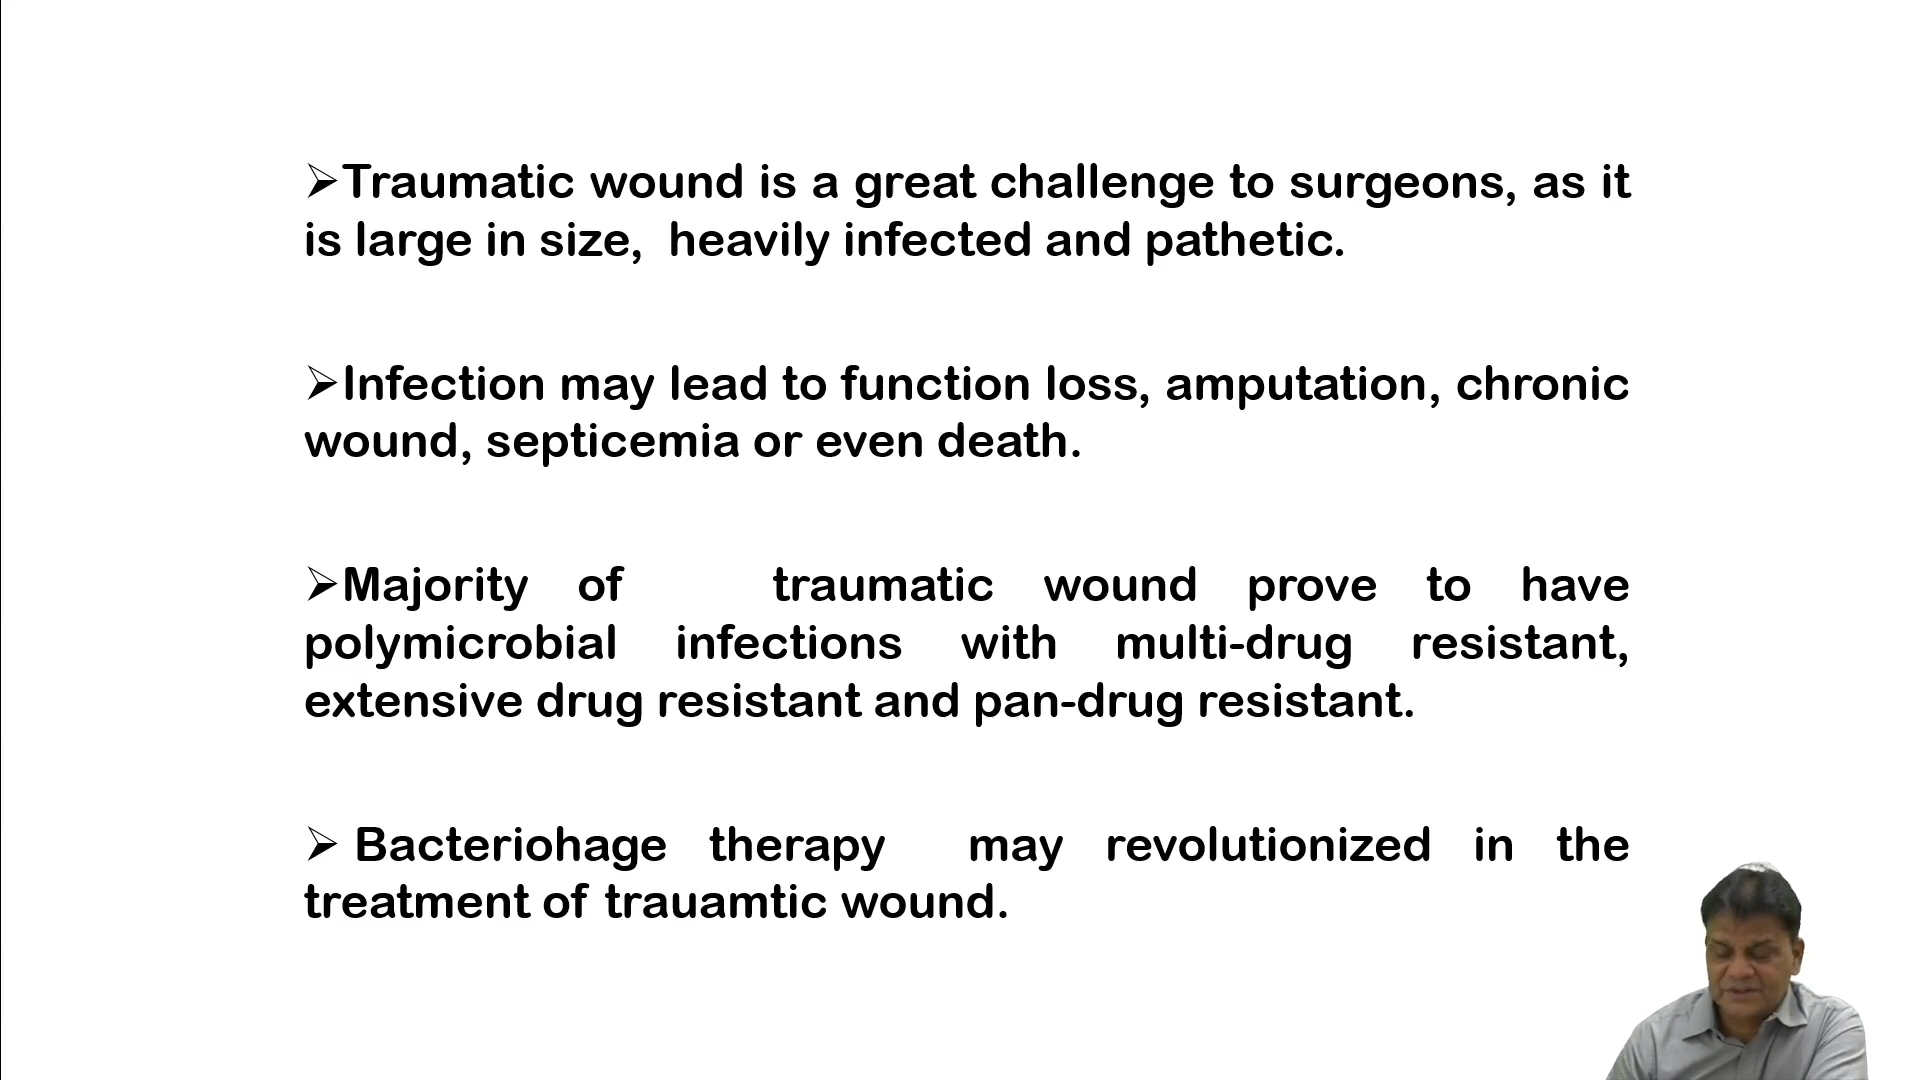 ➢Traumatic wound is a great challenge to surgeons, as it
is large in size, heavily infected and pathetic.
➢Infection may lead to function loss, amputation, chronic
wound, septicemia or even death.
➢Majority of traumatic wound prove to have
polymicrobial infections with multi-drug resistant,
extensive drug resistant and pan-drug resistant.
➢ Bacteriohage therapy may revolutionized in the
treatment of trauamtic wound.